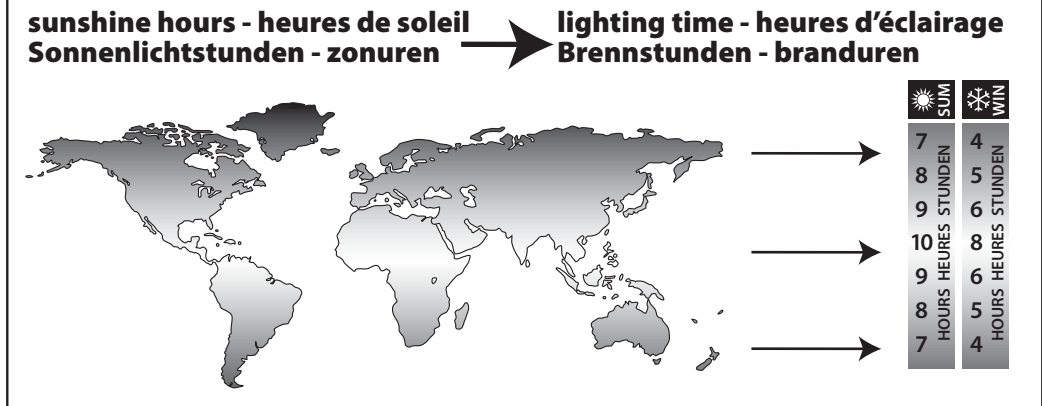 sunshine hours - heures de soleil
Sonnenlichtstunden - zonuren
lighting time - heures d'éclairage
Brennstunden - branduren
SUM WIN
7 4
8 5
9 6
10 8
9 6
8 5
7 4
HOURS HEURES STUNDEN
HOURS HEURES STUNDEN